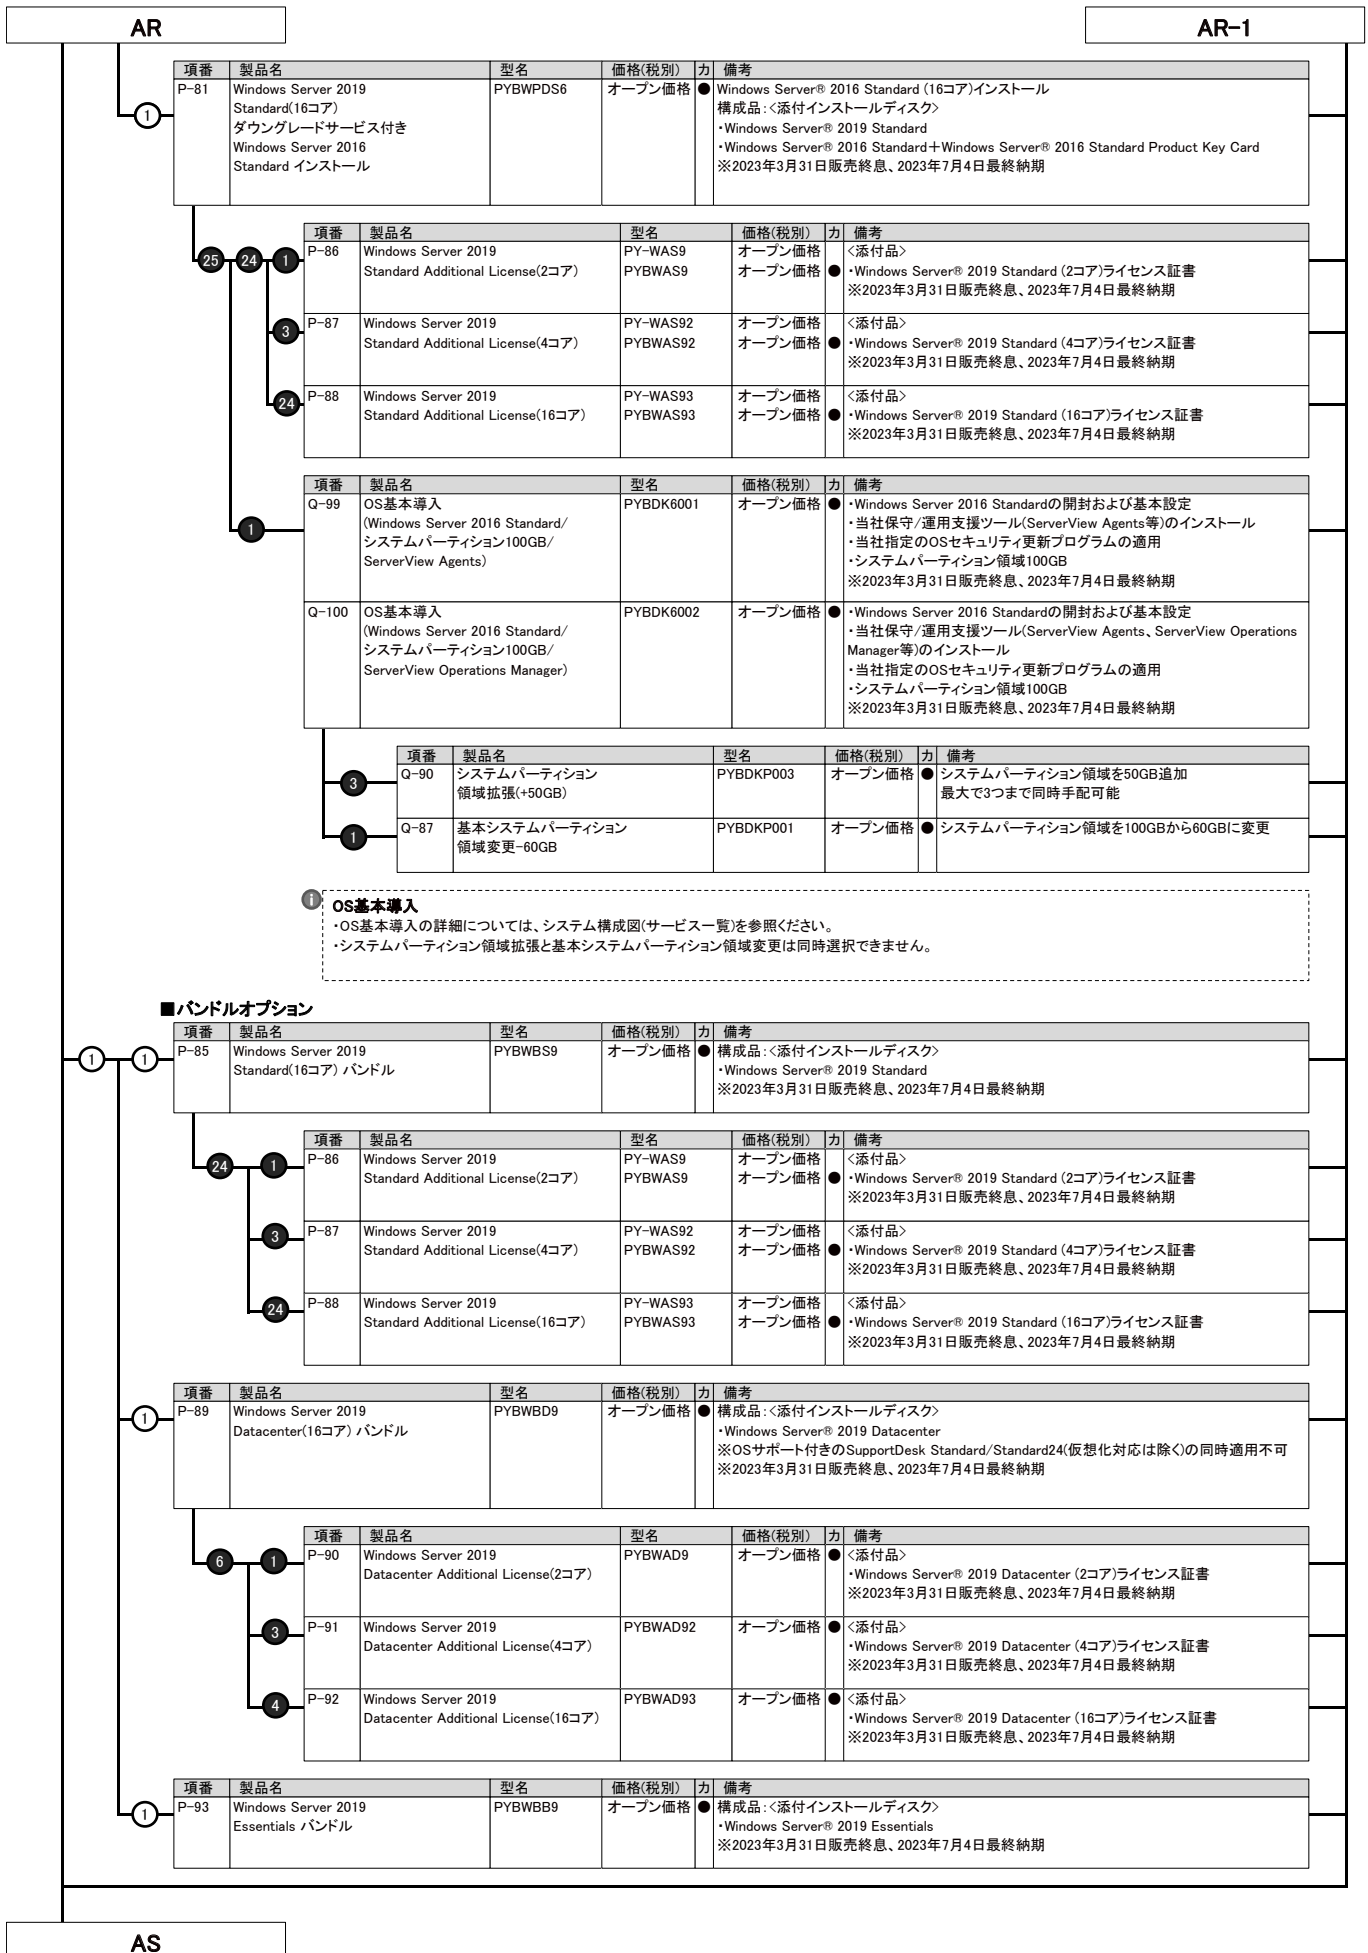 AR
AR-1
項番 製品名 型名 価格(税別) カ 備考
P-81 Windows Server 2019 PYBWPDS6 オープン価格 ● Windows Server® 2016 Standard (16コア)インストール
Standard(16コア) 構成品:<添付インストールディスク>
ダウングレードサービス付き ・Windows Server® 2019 Standard
Windows Server 2016 ・Windows Server® 2016 Standard+Windows Server® 2016 Standard Product Key Card
Standard インストール ※2023年3月31日販売終息、2023年7月4日最終納期
1
項番 製品名 型名 価格(税別) カ 備考
25 24 1 P-86 Windows Server 2019 PY-WAS9 オープン価格 <添付品>
Standard Additional License(2コア) PYBWAS9 オープン価格 ● ・Windows Server® 2019 Standard (2コア)ライセンス証書
※2023年3月31日販売終息、2023年7月4日最終納期
3 P-87 Windows Server 2019 PY-WAS92 オープン価格 <添付品>
Standard Additional License(4コア) PYBWAS92 オープン価格 ● ・Windows Server® 2019 Standard (4コア)ライセンス証書
※2023年3月31日販売終息、2023年7月4日最終納期
24 P-88 Windows Server 2019 PY-WAS93 オープン価格 <添付品>
Standard Additional License(16コア) PYBWAS93 オープン価格 ● ・Windows Server® 2019 Standard (16コア)ライセンス証書
※2023年3月31日販売終息、2023年7月4日最終納期
項番 製品名 型名 価格(税別) カ 備考
Q-99 OS基本導入 PYBDK6001 オープン価格 ● ・Windows Server 2016 Standardの開封および基本設定
1 (Windows Server 2016 Standard/ ・当社保守/運用支援ツール(ServerView Agents等)のインストール
システムパーティション100GB/ ・当社指定のOSセキュリティ更新プログラムの適用
ServerView Agents) ・システムパーティション領域100GB
※2023年3月31日販売終息、2023年7月4日最終納期
Q-100 OS基本導入 PYBDK6002 オープン価格 ● ・Windows Server 2016 Standardの開封および基本設定
(Windows Server 2016 Standard/ ・当社保守/運用支援ツール(ServerView Agents、ServerView Operations
システムパーティション100GB/ Manager等)のインストール
ServerView Operations Manager) ・当社指定のOSセキュリティ更新プログラムの適用
・システムパーティション領域100GB
※2023年3月31日販売終息、2023年7月4日最終納期
項番 製品名 型名 価格(税別) カ 備考
3 Q-90 システムパーティション PYBDKP003 オープン価格 ● システムパーティション領域を50GB追加
領域拡張(+50GB) 最大で3つまで同時手配可能
1 Q-87 基本システムパーティション PYBDKP001 オープン価格 ● システムパーティション領域を100GBから60GBに変更
領域変更-60GB
i OS基本導入
・OS基本導入の詳細については、システム構成図(サービス一覧)を参照ください。
・システムパーティション領域拡張と基本システムパーティション領域変更は同時選択できません。
■バンドルオプション
項番 製品名 型名 価格(税別) カ 備考
1 1 P-85 Windows Server 2019 PYBWBS9 オープン価格 ● 構成品:<添付インストールディスク>
Standard(16コア) バンドル ・Windows Server® 2019 Standard
※2023年3月31日販売終息、2023年7月4日最終納期
項番 製品名 型名 価格(税別) カ 備考
24 1 P-86 Windows Server 2019 PY-WAS9 オープン価格 <添付品>
Standard Additional License(2コア) PYBWAS9 オープン価格 ● ・Windows Server® 2019 Standard (2コア)ライセンス証書
※2023年3月31日販売終息、2023年7月4日最終納期
3 P-87 Windows Server 2019 PY-WAS92 オープン価格 <添付品>
Standard Additional License(4コア) PYBWAS92 オープン価格 ● ・Windows Server® 2019 Standard (4コア)ライセンス証書
※2023年3月31日販売終息、2023年7月4日最終納期
24 P-88 Windows Server 2019 PY-WAS93 オープン価格 <添付品>
Standard Additional License(16コア) PYBWAS93 オープン価格 ● ・Windows Server® 2019 Standard (16コア)ライセンス証書
※2023年3月31日販売終息、2023年7月4日最終納期
項番 製品名 型名 価格(税別) カ 備考
1 P-89 Windows Server 2019 PYBWBD9 オープン価格 ● 構成品:<添付インストールディスク>
Datacenter(16コア) バンドル ・Windows Server® 2019 Datacenter
※OSサポート付きのSupportDesk Standard/Standard24(仮想化対応は除く)の同時適用不可
※2023年3月31日販売終息、2023年7月4日最終納期
項番 製品名 型名 価格(税別) カ 備考
6 1 P-90 Windows Server 2019 PYBWAD9 オープン価格 ● <添付品>
Datacenter Additional License(2コア) ・Windows Server® 2019 Datacenter (2コア)ライセンス証書
※2023年3月31日販売終息、2023年7月4日最終納期
3 P-91 Windows Server 2019 PYBWAD92 オープン価格 ● <添付品>
Datacenter Additional License(4コア) ・Windows Server® 2019 Datacenter (4コア)ライセンス証書
※2023年3月31日販売終息、2023年7月4日最終納期
4 P-92 Windows Server 2019 PYBWAD93 オープン価格 ● <添付品>
Datacenter Additional License(16コア) ・Windows Server® 2019 Datacenter (16コア)ライセンス証書
※2023年3月31日販売終息、2023年7月4日最終納期
項番 製品名 型名 価格(税別) カ 備考
1 P-93 Windows Server 2019 PYBWBB9 オープン価格 ● 構成品:<添付インストールディスク>
Essentials バンドル ・Windows Server® 2019 Essentials
※2023年3月31日販売終息、2023年7月4日最終納期
AS